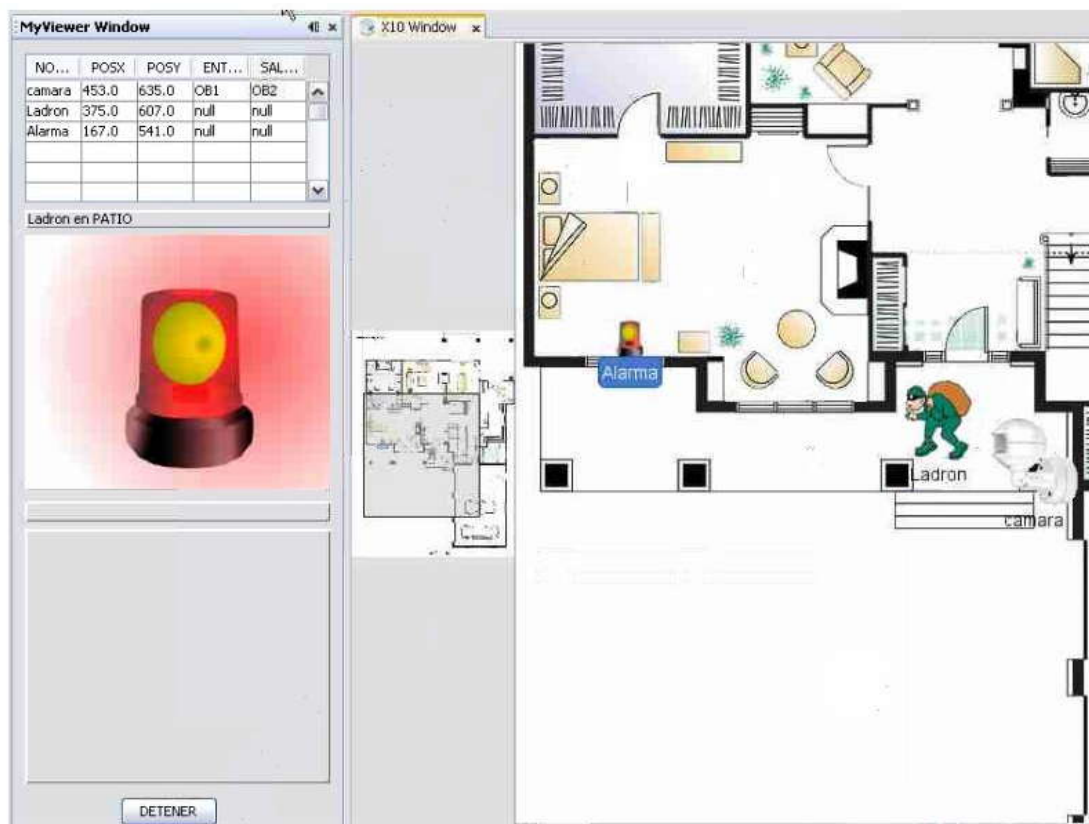 MyViewer Window
X10 Window
NO... POSX POSY ENT... SAL...
camara 453.0 635.0 OB1 OB2
Ladron 375.0 607.0 null null
Alarma 167.0 541.0 null null
Ladron en PATIO
Alarma
Ladron
camara
DETENER